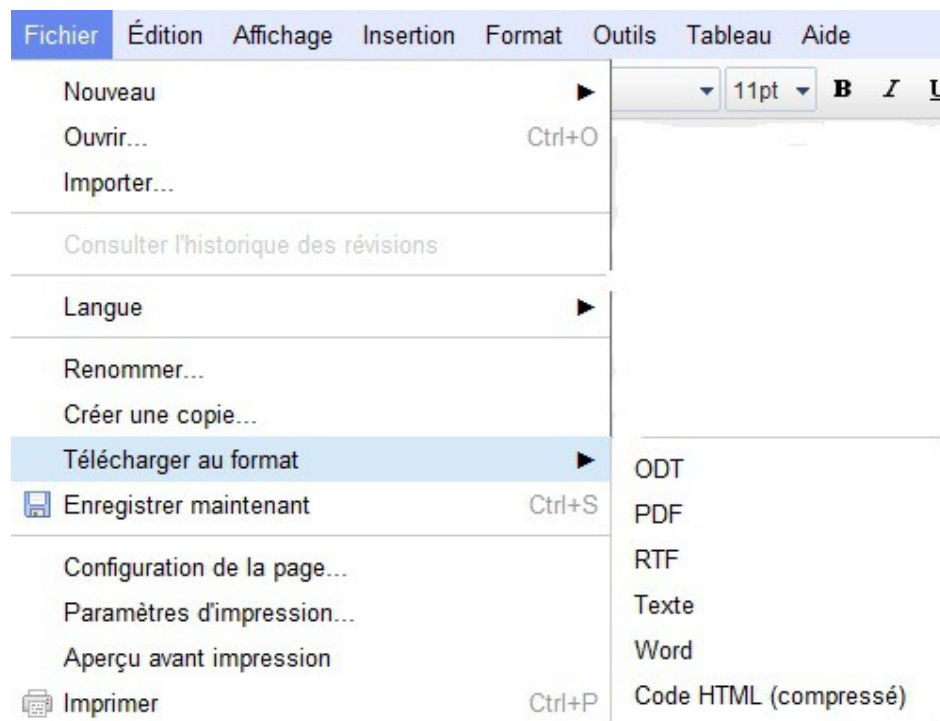 Fichier Édition Affichage Insertion Format Outils Tableau Aide
11pt B I U
Nouveau
Ouvrir... Ctrl+O
Importer...
Consulter l'historique des révisions
Langue
Renommer...
Créer une copie...
Télécharger au format
Enregistrer maintenant Ctrl+S
Configuration de la page...
Paramètres d'impression...
Aperçu avant impression
Imprimer Ctrl+P
ODT
PDF
RTF
Texte
Word
Code HTML (compressé)